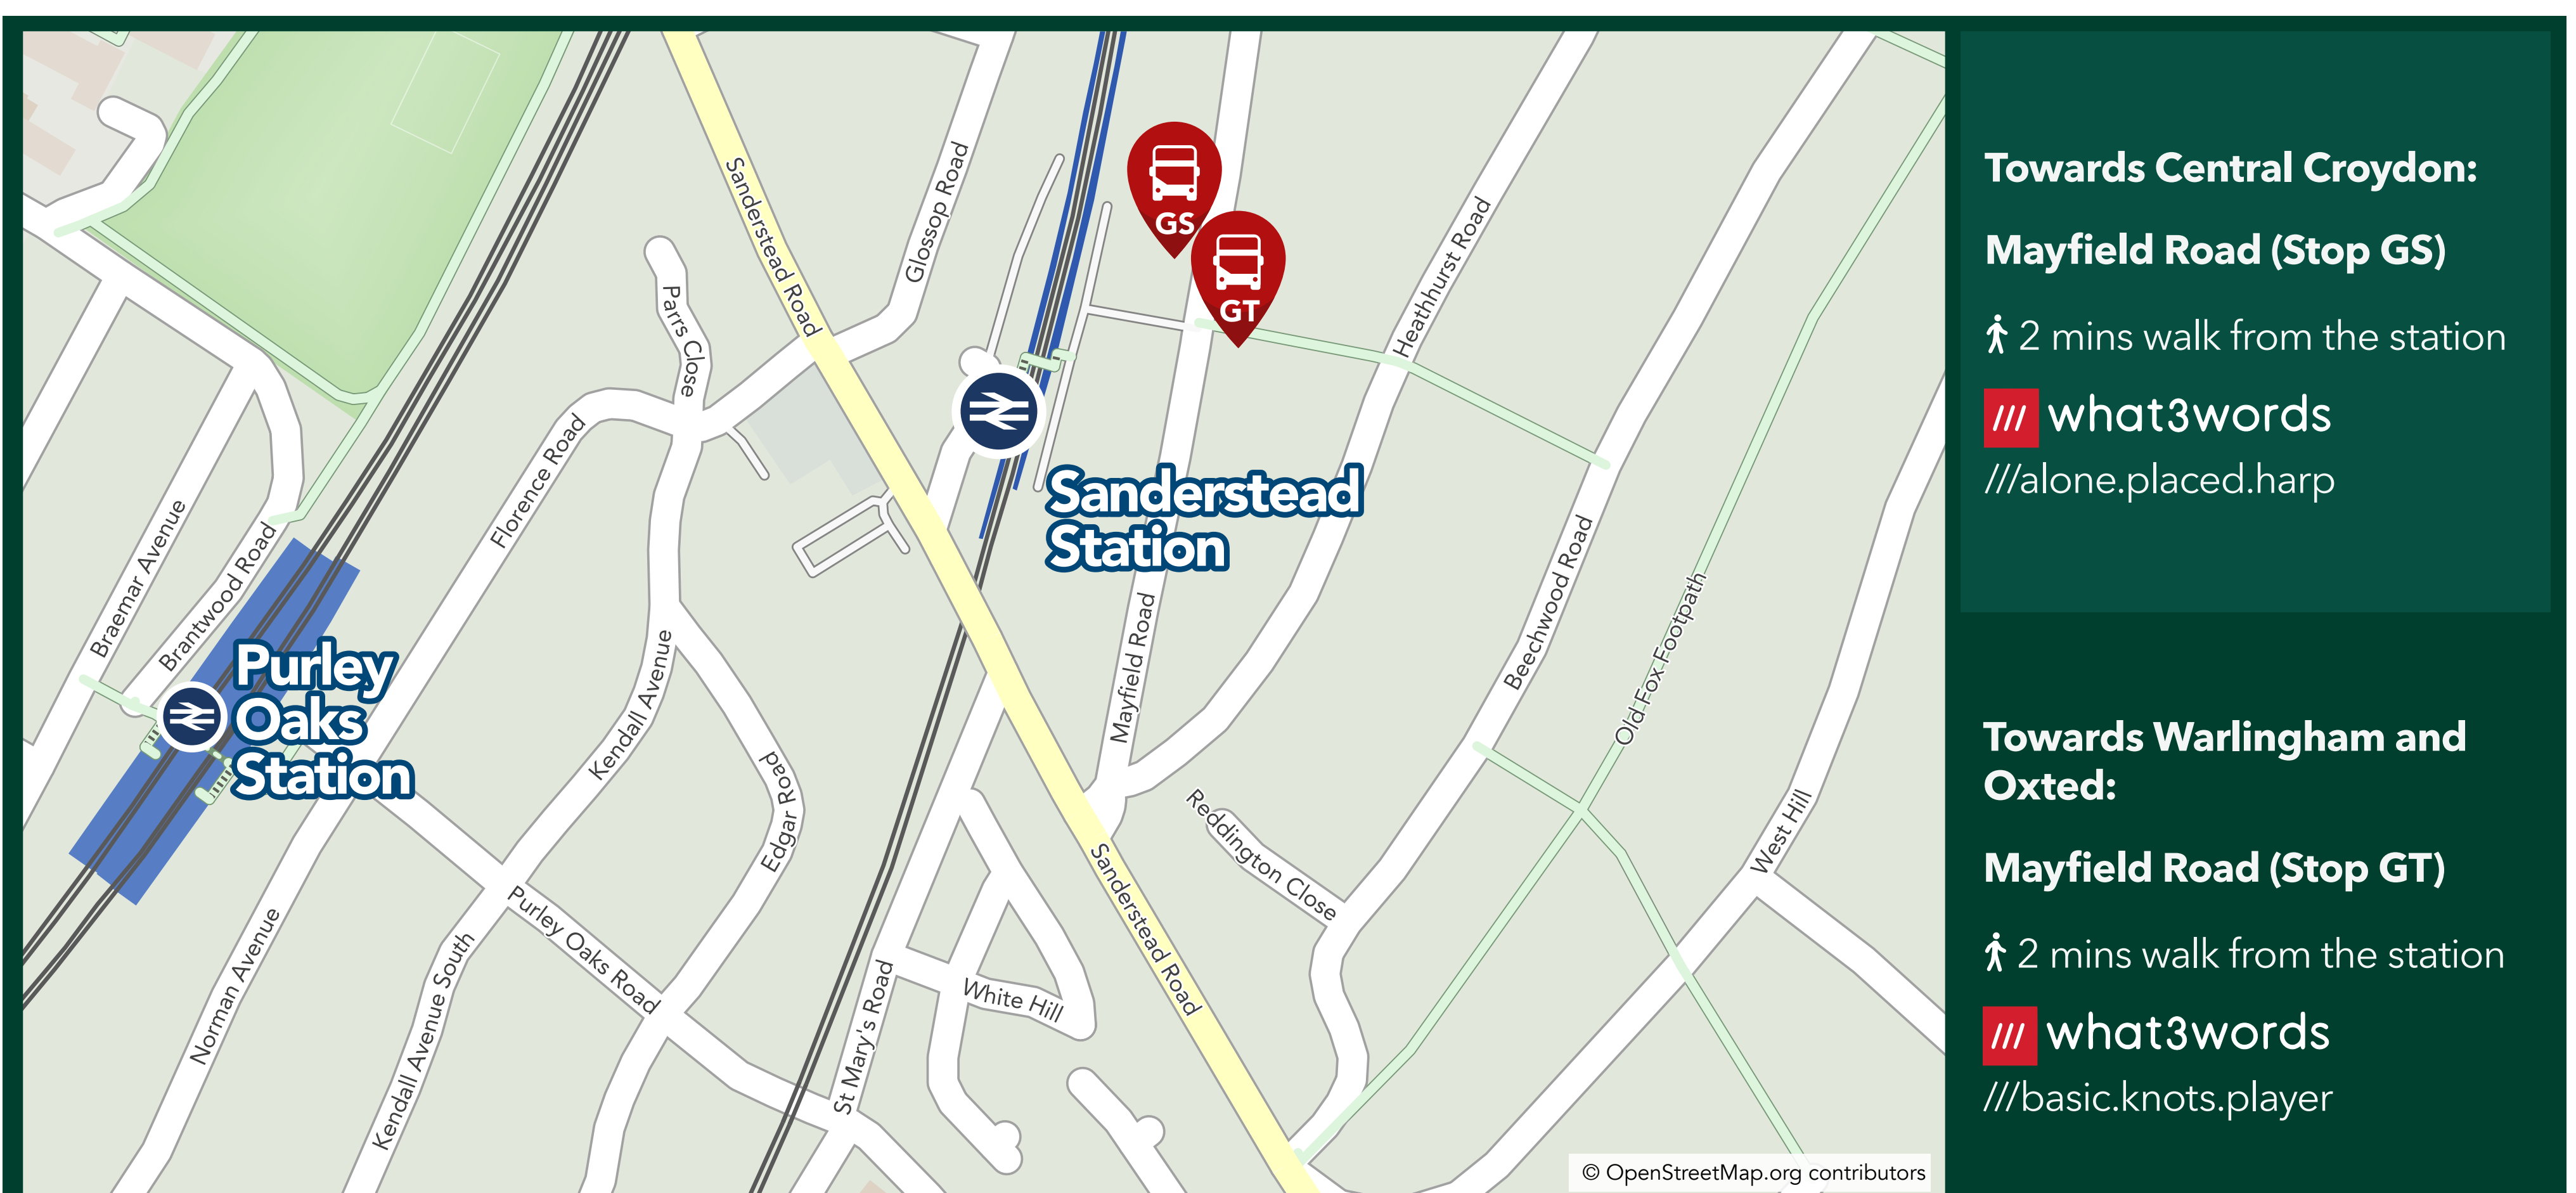 GS
GT
Sanderstead Road
Glossop Road
Parrs Close
Heathhurst Road
Florence Road
Sanderstead
Station
Braemar Avenue
Brantwood Road
Purley
Oaks
Station
Kendall Avenue
Edgar Road
Mayfield Road
Beechwood Road
Old Fox Footpath
Reddington Close
West Hill
Norman Avenue
Kendall Avenue South
Purley Oaks Road
St Mary's Road
White Hill
Sanderstead Road
© OpenStreetMap.org contributors
Towards Central Croydon:
Mayfield Road (Stop GS)
2 mins walk from the station
/// what3words
///alone.placed.harp
Towards Warlingham and
Oxted:
Mayfield Road (Stop GT)
2 mins walk from the station
/// what3words
///basic.knots.player